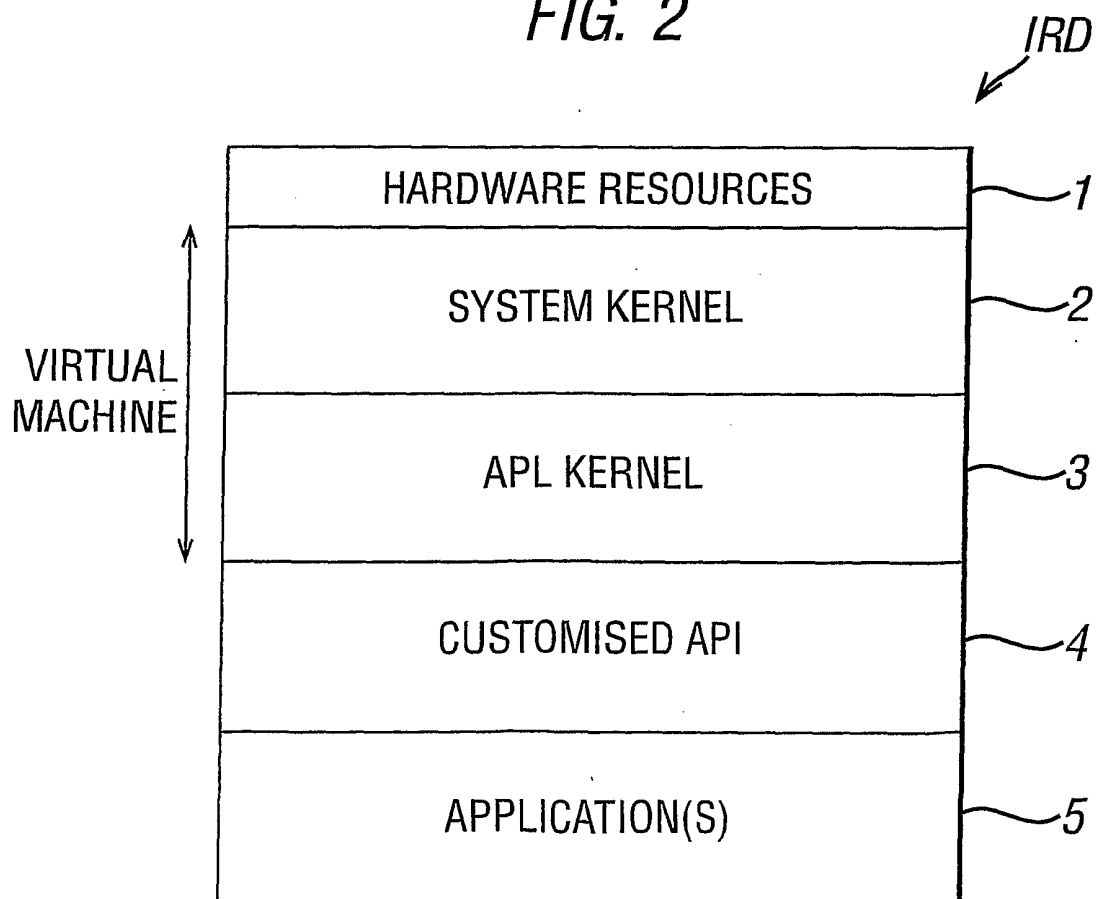 FIG. 2
IRD
HARDWARE RESOURCES
1
SYSTEM KERNEL
2
VIRTUAL
MACHINE
APL KERNEL
3
CUSTOMISED API
4
APPLICATION(S)
5